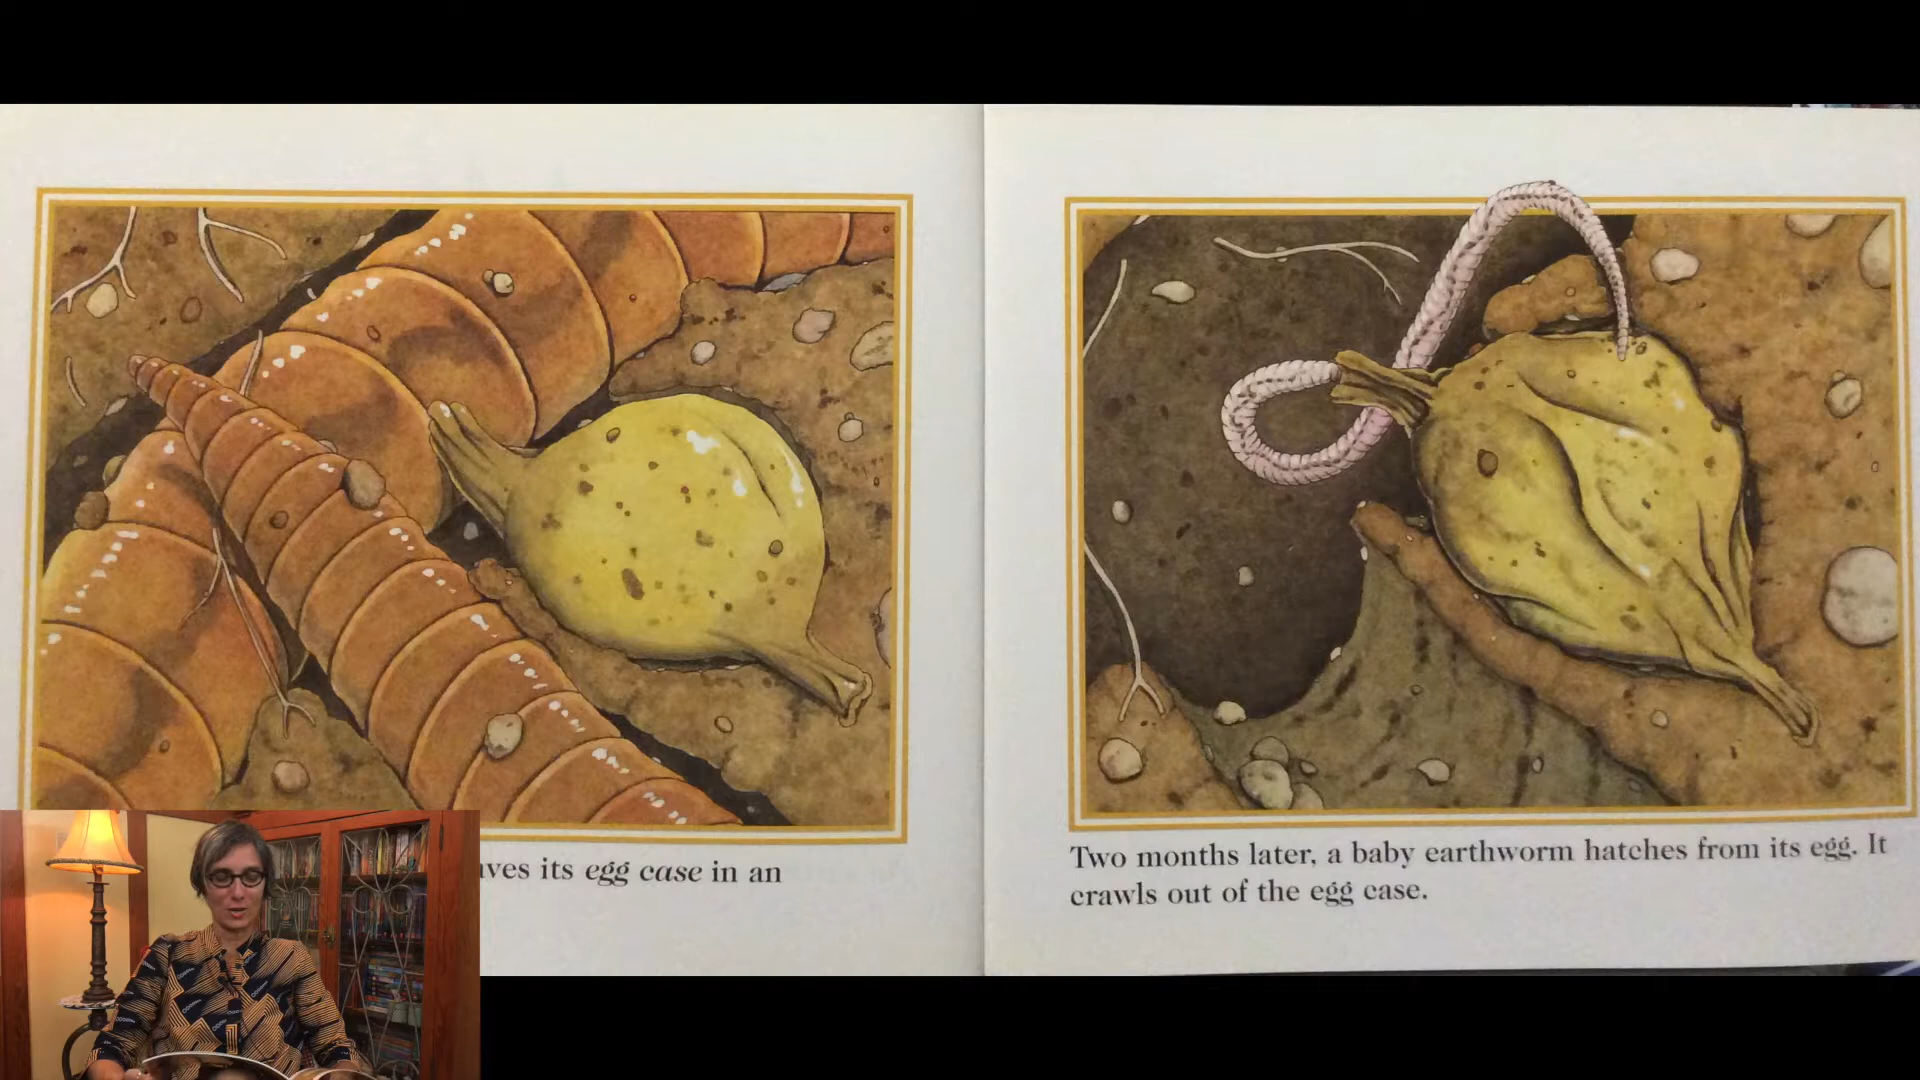 its egg case in an
Two months later, a baby earthworm hatches from its egg. It
crawls out of the egg case.